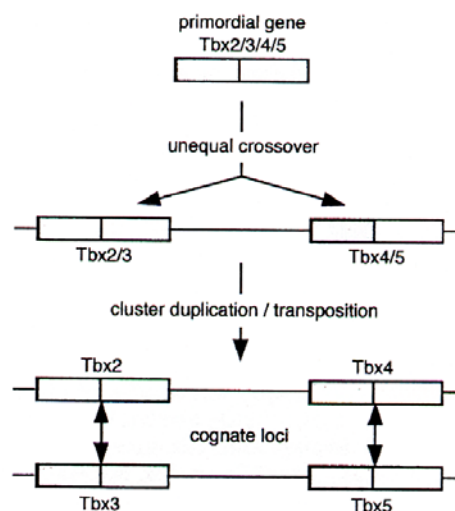 primordial gene
Tbx2/3/4/5
unequal crossover
Tbx2/3
Tbx4/5
cluster duplication / transposition
Tbx2
Tbx4
cognate loci
Tbx3
Tbx5